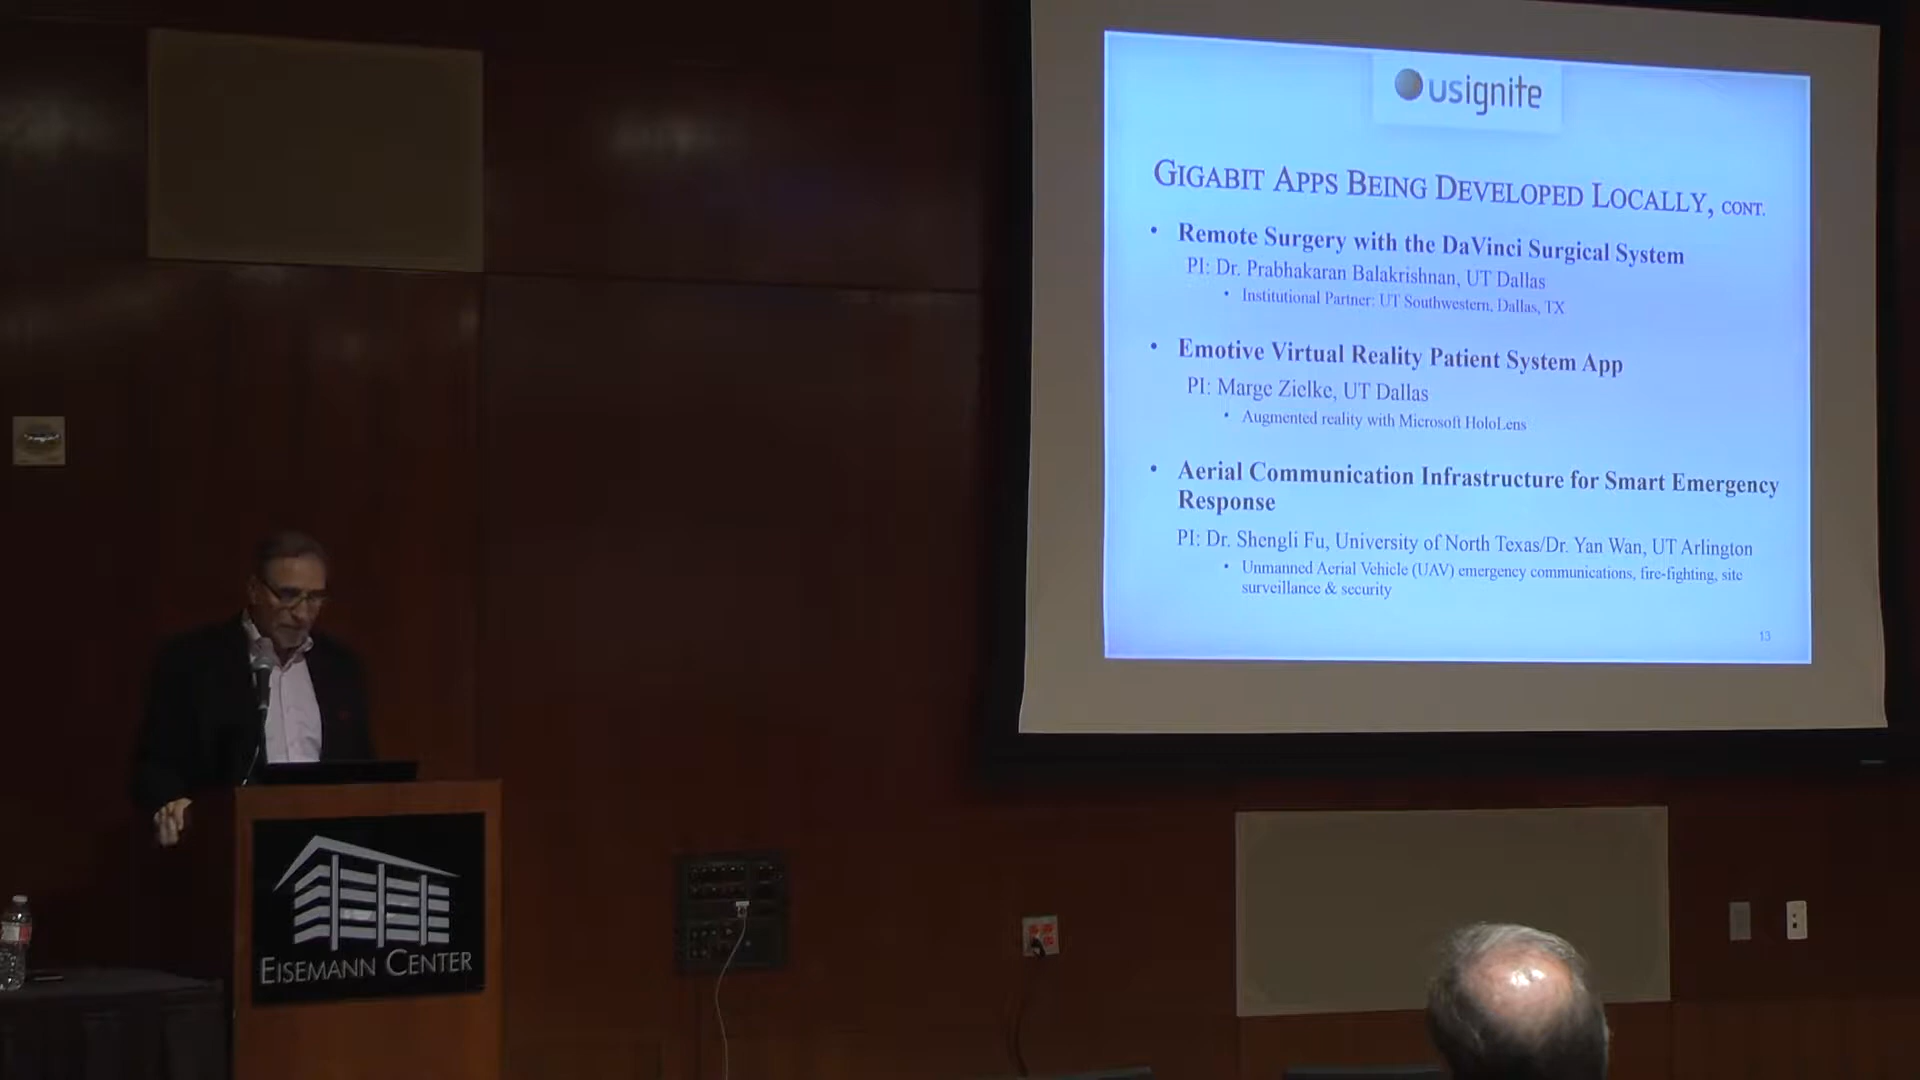 usignite
GIGABIT APPS BEING DEVELOPED LOCALLY, CONT.
• Remote Surgery with the DaVinci Surgical System
PI: Dr. Prabhakaran Balakrishnan, UT Dallas
• Institutional Partner: UT Southwestern, Dallas, TX
• Emotive Virtual Reality Patient System App
PI: Marge Zielke, UT Dallas
• Augmented reality with Microsoft HoloLens
• Aerial Communication Infrastructure for Smart Emergency
Response
PI: Dr. Shengli Fu, University of North Texas/Dr. Yan Wan, UT Arlington
• Unmanned Aerial Vehicle (UAV) emergency communications, fire-fighting, site
surveillance & security
13
EISEMANN CENTER